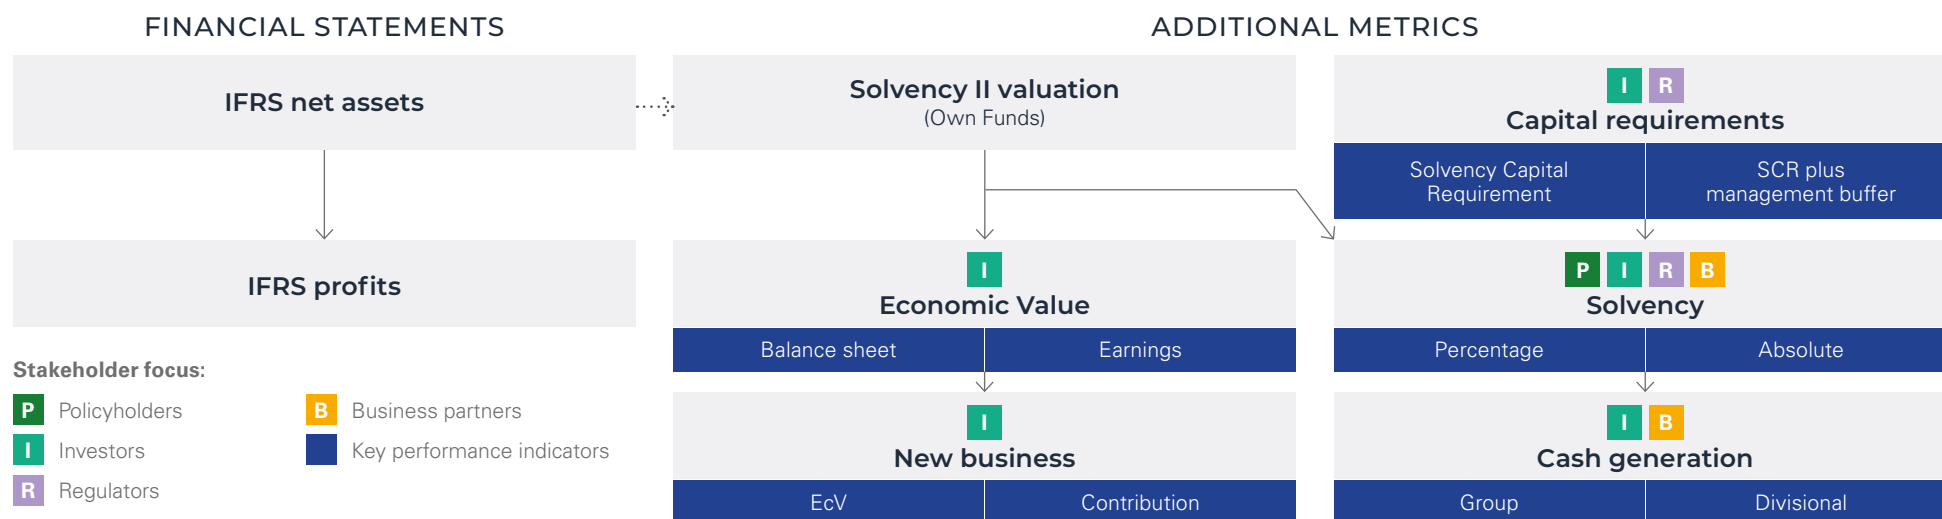 FINANCIAL STATEMENTS
ADDITIONAL METRICS
IFRS net assets
Solvency II valuation
(Own Funds)
I R
Capital requirements
Solvency Capital
Requirement
SCR plus
management buffer
IFRS profits
I
Economic Value
Balance sheet
Earnings
P I R B
Solvency
Percentage
Absolute
I
New business
EcV
Contribution
I B
Cash generation
Group
Divisional
Stakeholder focus:
P Policyholders
I Investors
R Regulators
B Business partners
Key performance indicators